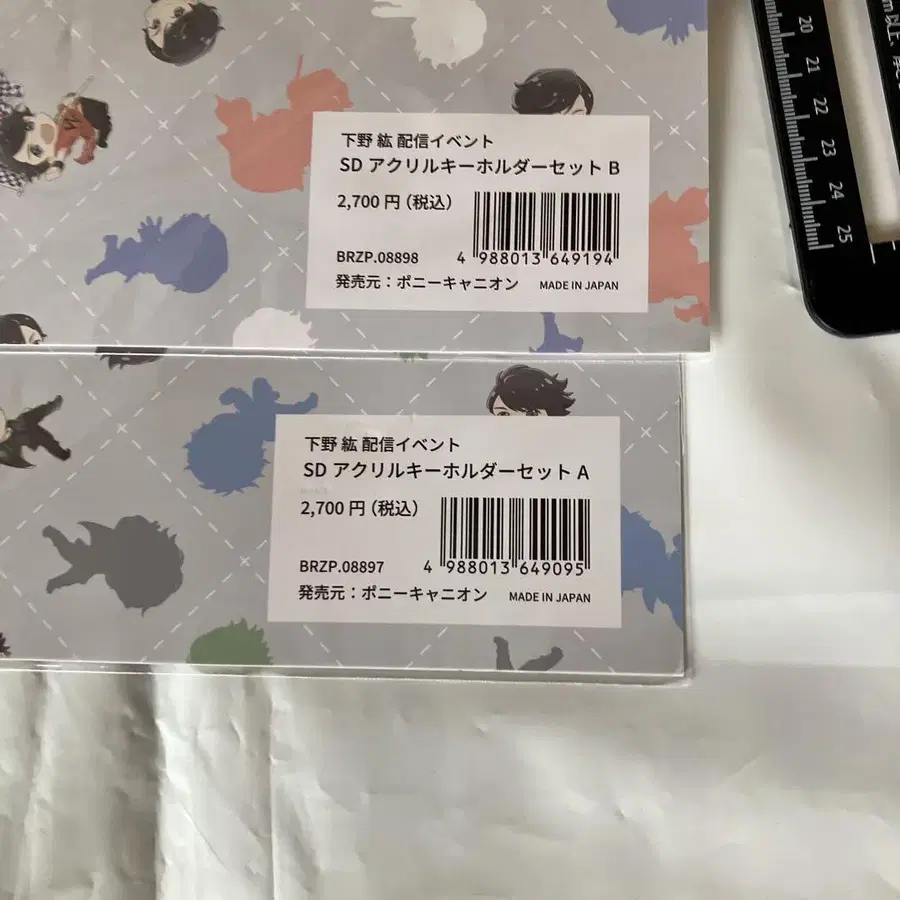 下野 紘 配信イベント
SD アクリルキーホルダーセット B
2,700 円 (税込)
4 988013 649194
BRZP.08898
発売元：ポニーキャニオン MADE IN JAPAN
下野 紘 配信イベント
SD アクリルキーホルダーセット A
2,700 円 (税込)
4 988013 649095
BRZP.08897
発売元：ポニーキャニオン MADE IN JAPAN
20
21
22
23
24
25